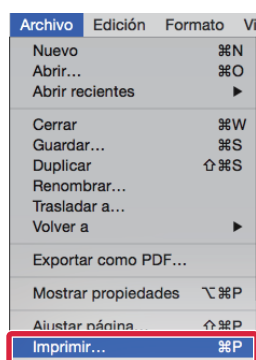 Archivo Edición Formato Vi
Nuevo ⌘N
Abrir... ⌘O
Abrir recientes ▶
Cerrar ⌘W
Guardar... ⌘S
Duplicar ⇧⌘S
Renombrar...
Trasladar a...
Volver a ▶
Exportar como PDF...
Mostrar propiedades ⌥⌘P
Ajustar página... ⇧⌘P
Imprimir... ⌘P